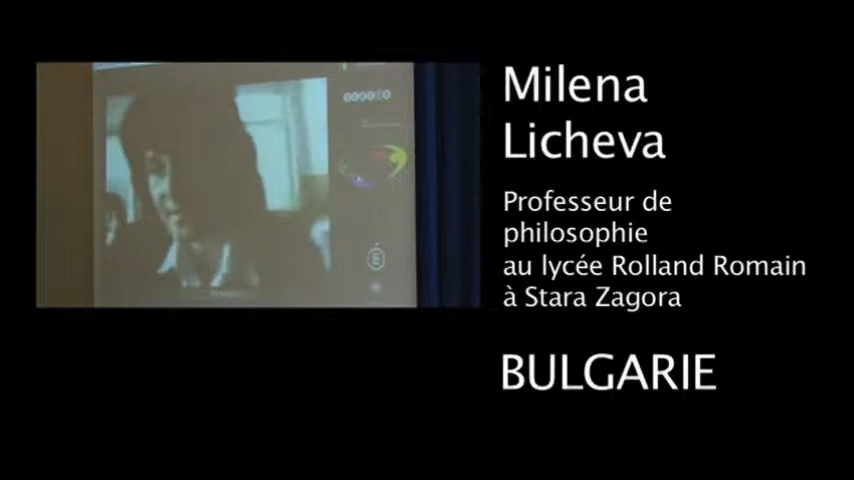 Milena
Licheva
Professeur de
philosophie
au lycée Rolland Romain
à Stara Zagora
BULGARIE